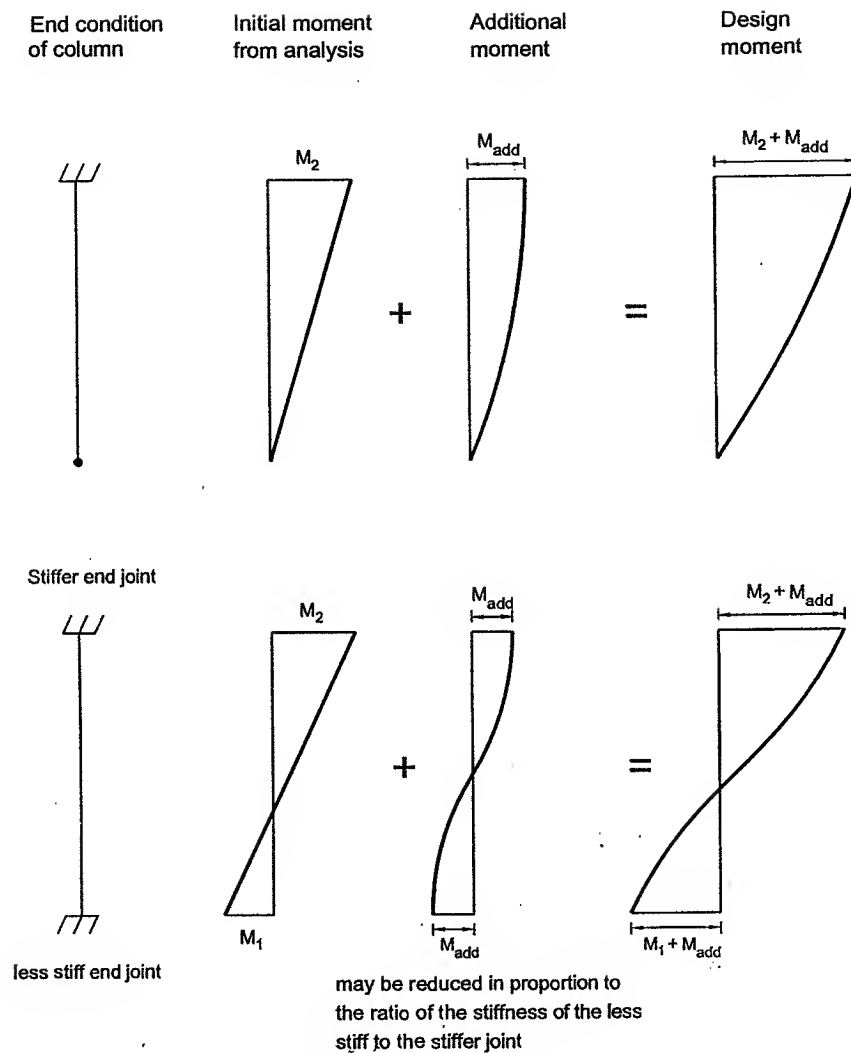 End condition
of column
Initial moment
from analysis
Additional
moment
Design
moment
M2
Madd
M2 + Madd
+
=
Stiffer end joint
M2
Madd
M2 + Madd
+
=
M1
Madd
M1 + Madd
less stiff end joint
may be reduced in proportion to
the ratio of the stiffness of the less
stiff to the stiffer joint